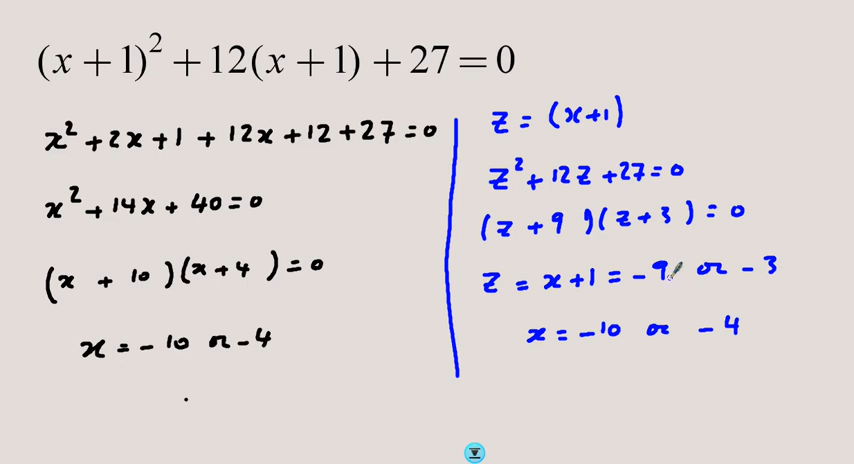 (x+1)² +12(x+1)+27=0
x² + 2x + 1 + 12x + 12 + 27 = 0
x² + 14x + 40 = 0
(x + 10)(x + 4) = 0
x = -10 or -4
z = (x+1)
z² + 12z + 27 = 0
(z + 9)(z + 3) = 0
z = x + 1 = -9 or -3
x = -10 or -4